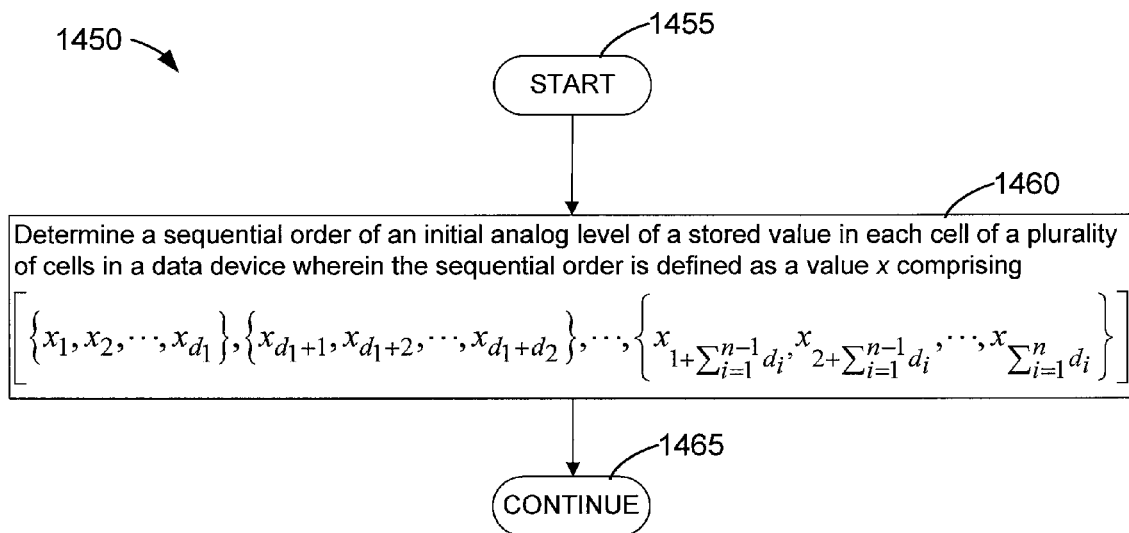 1450
1455
START
1460
Determine a sequential order of an initial analog level of a stored value in each cell of a plurality
of cells in a data device wherein the sequential order is defined as a value x comprising
[{x_1, x_2, ⋯, x_{d_1}}, {x_{d_1+1}, x_{d_1+2}, ⋯, x_{d_1+d_2}}, ⋯, {x_{1+∑_{i=1}^{n-1} d_i}, x_{2+∑_{i=1}^{n-1} d_i}, ⋯, x_{∑_{i=1}^{n} d_i}}]
1465
CONTINUE